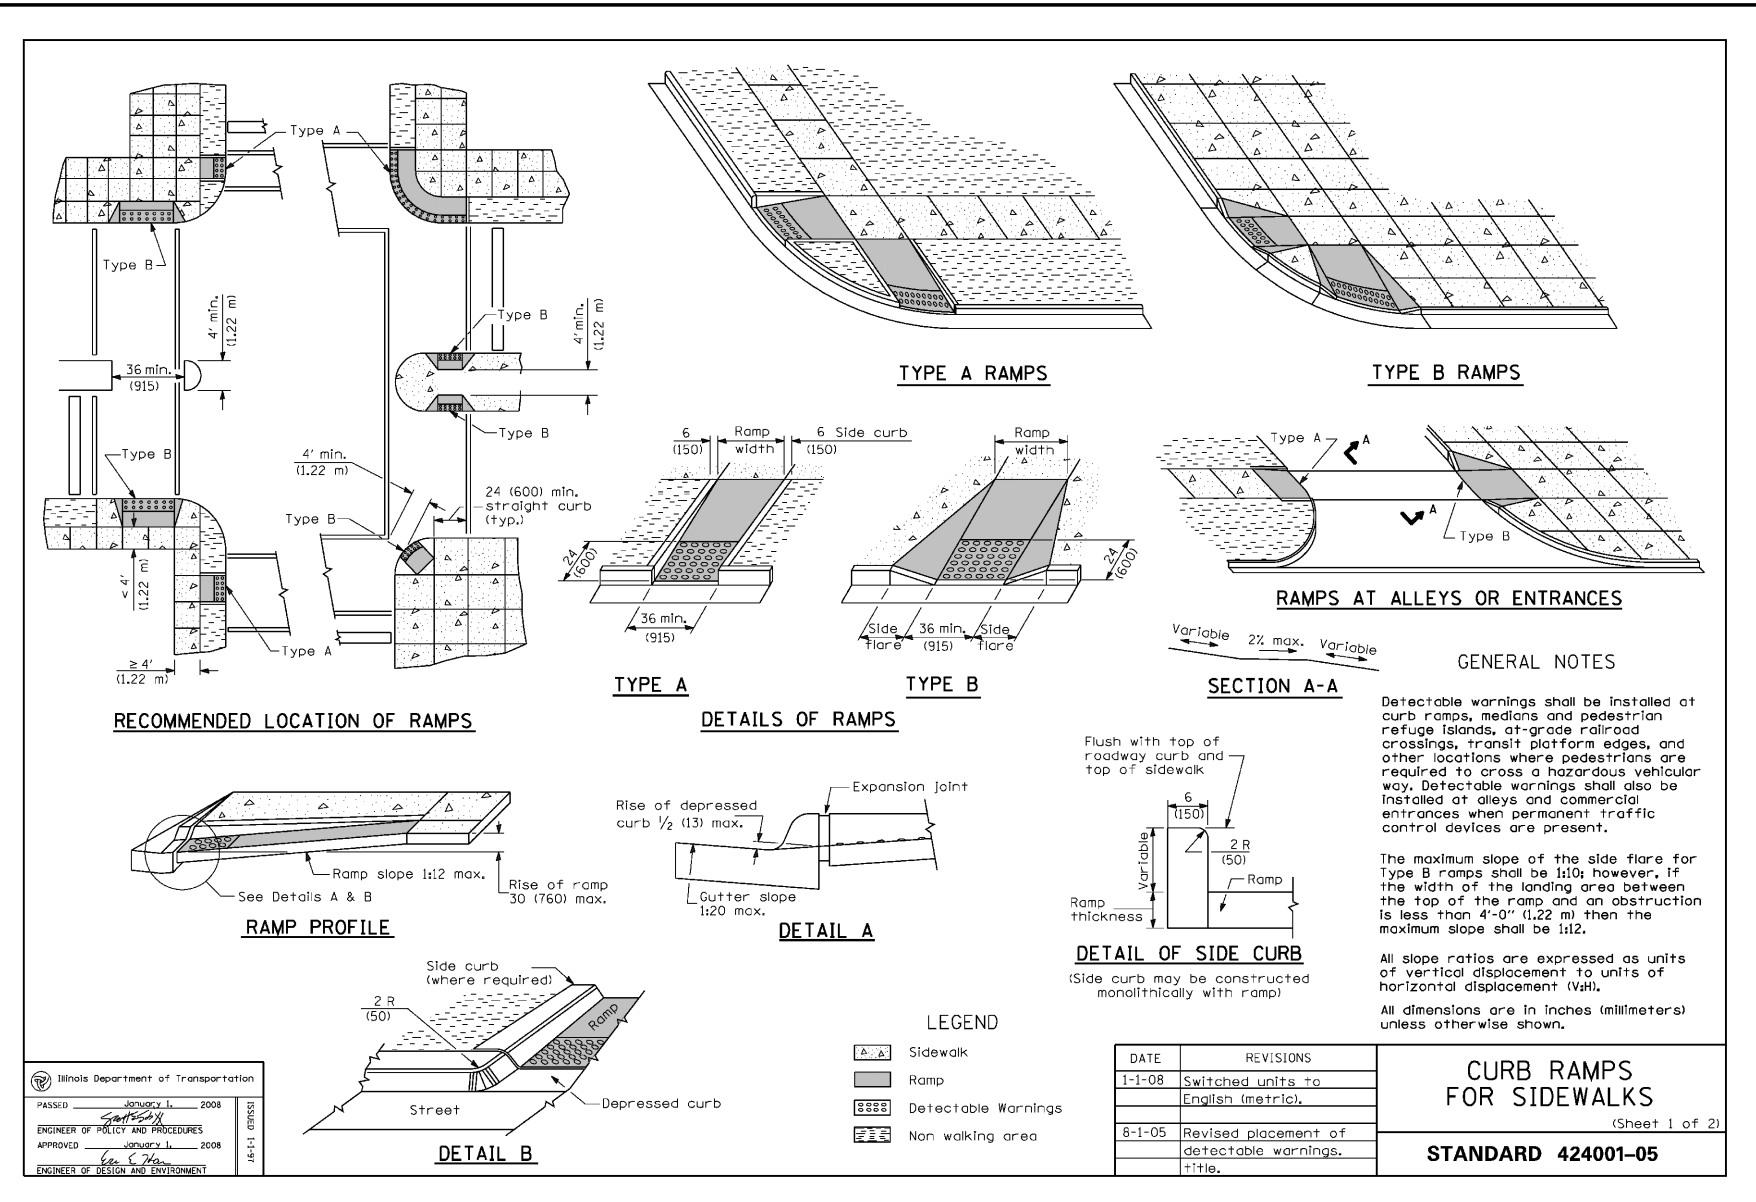 Type A
Type B
4' min.
(1.22 m)
Type B
4' min.
(1.22 m)
36 min.
(915)
Type B
Type B
4' min.
(1.22 m)
24 (600) min.
straight curb
(typ.)
Type B
< 4'
(1.22 m)
Type A
≥ 4'
(1.22 m)
RECOMMENDED LOCATION OF RAMPS
TYPE A RAMPS
TYPE B RAMPS
6
(150)
Ramp
width
6 Side curb
(150)
24
(600)
36 min.
(915)
TYPE A
Ramp
width
24
(600)
Side
flare
36 min.
(915)
Side
flare
TYPE B
DETAILS OF RAMPS
Type A
A
A
Type B
RAMPS AT ALLEYS OR ENTRANCES
Variable
2% max.
Variable
SECTION A-A
GENERAL NOTES
Detectable warnings shall be installed at
curb ramps, medians and pedestrian
refuge islands, at-grade railroad
crossings, transit platform edges, and
other locations where pedestrians are
required to cross a hazardous vehicular
way. Detectable warnings shall also be
installed at alleys and commercial
entrances when permanent traffic
control devices are present.
The maximum slope of the side flare for
Type B ramps shall be 1:10; however, if
the width of the landing area between
the top of the ramp and an obstruction
is less than 4'-0" (1.22 m) then the
maximum slope shall be 1:12.
All slope ratios are expressed as units
of vertical displacement to units of
horizontal displacement (V:H).
All dimensions are in inches (millimeters)
unless otherwise shown.
Ramp slope 1:12 max.
See Details A & B
Rise of ramp
30 (760) max.
RAMP PROFILE
Expansion joint
Rise of depressed
curb 1/2 (13) max.
Gutter slope
1:20 max.
DETAIL A
Flush with top of
roadway curb and
top of sidewalk
6
(150)
Variable
2 R
(50)
Ramp
Ramp
thickness
DETAIL OF SIDE CURB
(Side curb may be constructed
monolithically with ramp)
Side curb
(where required)
2 R
(50)
Ramp
Street
Depressed curb
DETAIL B
LEGEND
Sidewalk
Ramp
Detectable Warnings
Non walking area
Illinois Department of Transportation
PASSED January 1, 2008
ENGINEER OF POLICY AND PROCEDURES
APPROVED January 1, 2008
ENGINEER OF DESIGN AND ENVIRONMENT
ISSUED 1-1-97
DATE REVISIONS
1-1-08 Switched units to
English (metric).
8-1-05 Revised placement of
detectable warnings.
title.
CURB RAMPS
FOR SIDEWALKS
(Sheet 1 of 2)
STANDARD 424001–05